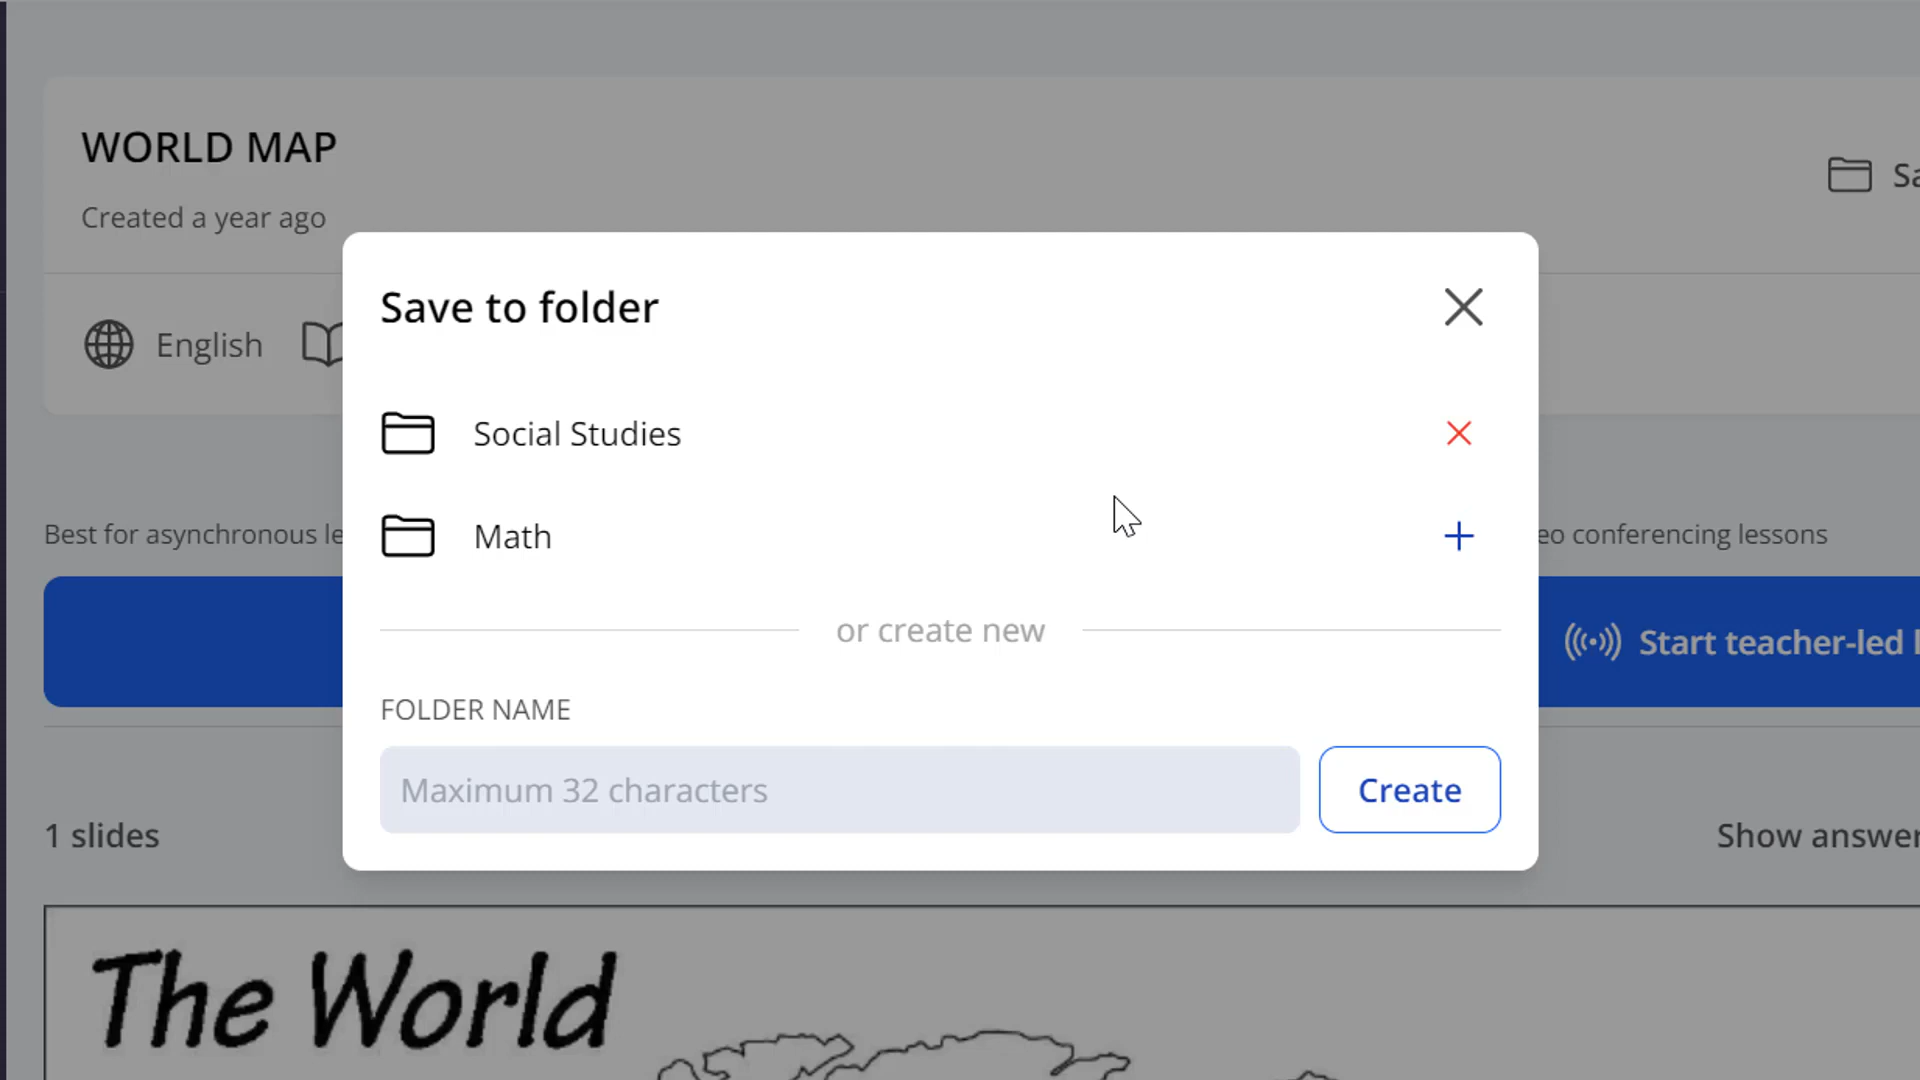 WORLD MAP
Created a year ago
Sa
English
Save to folder
Social Studies
Math
Best for asynchronous le
eo conferencing lessons
or create new
Start teacher-led l
FOLDER NAME
Maximum 32 characters
Create
1 slides
Show answer
The World